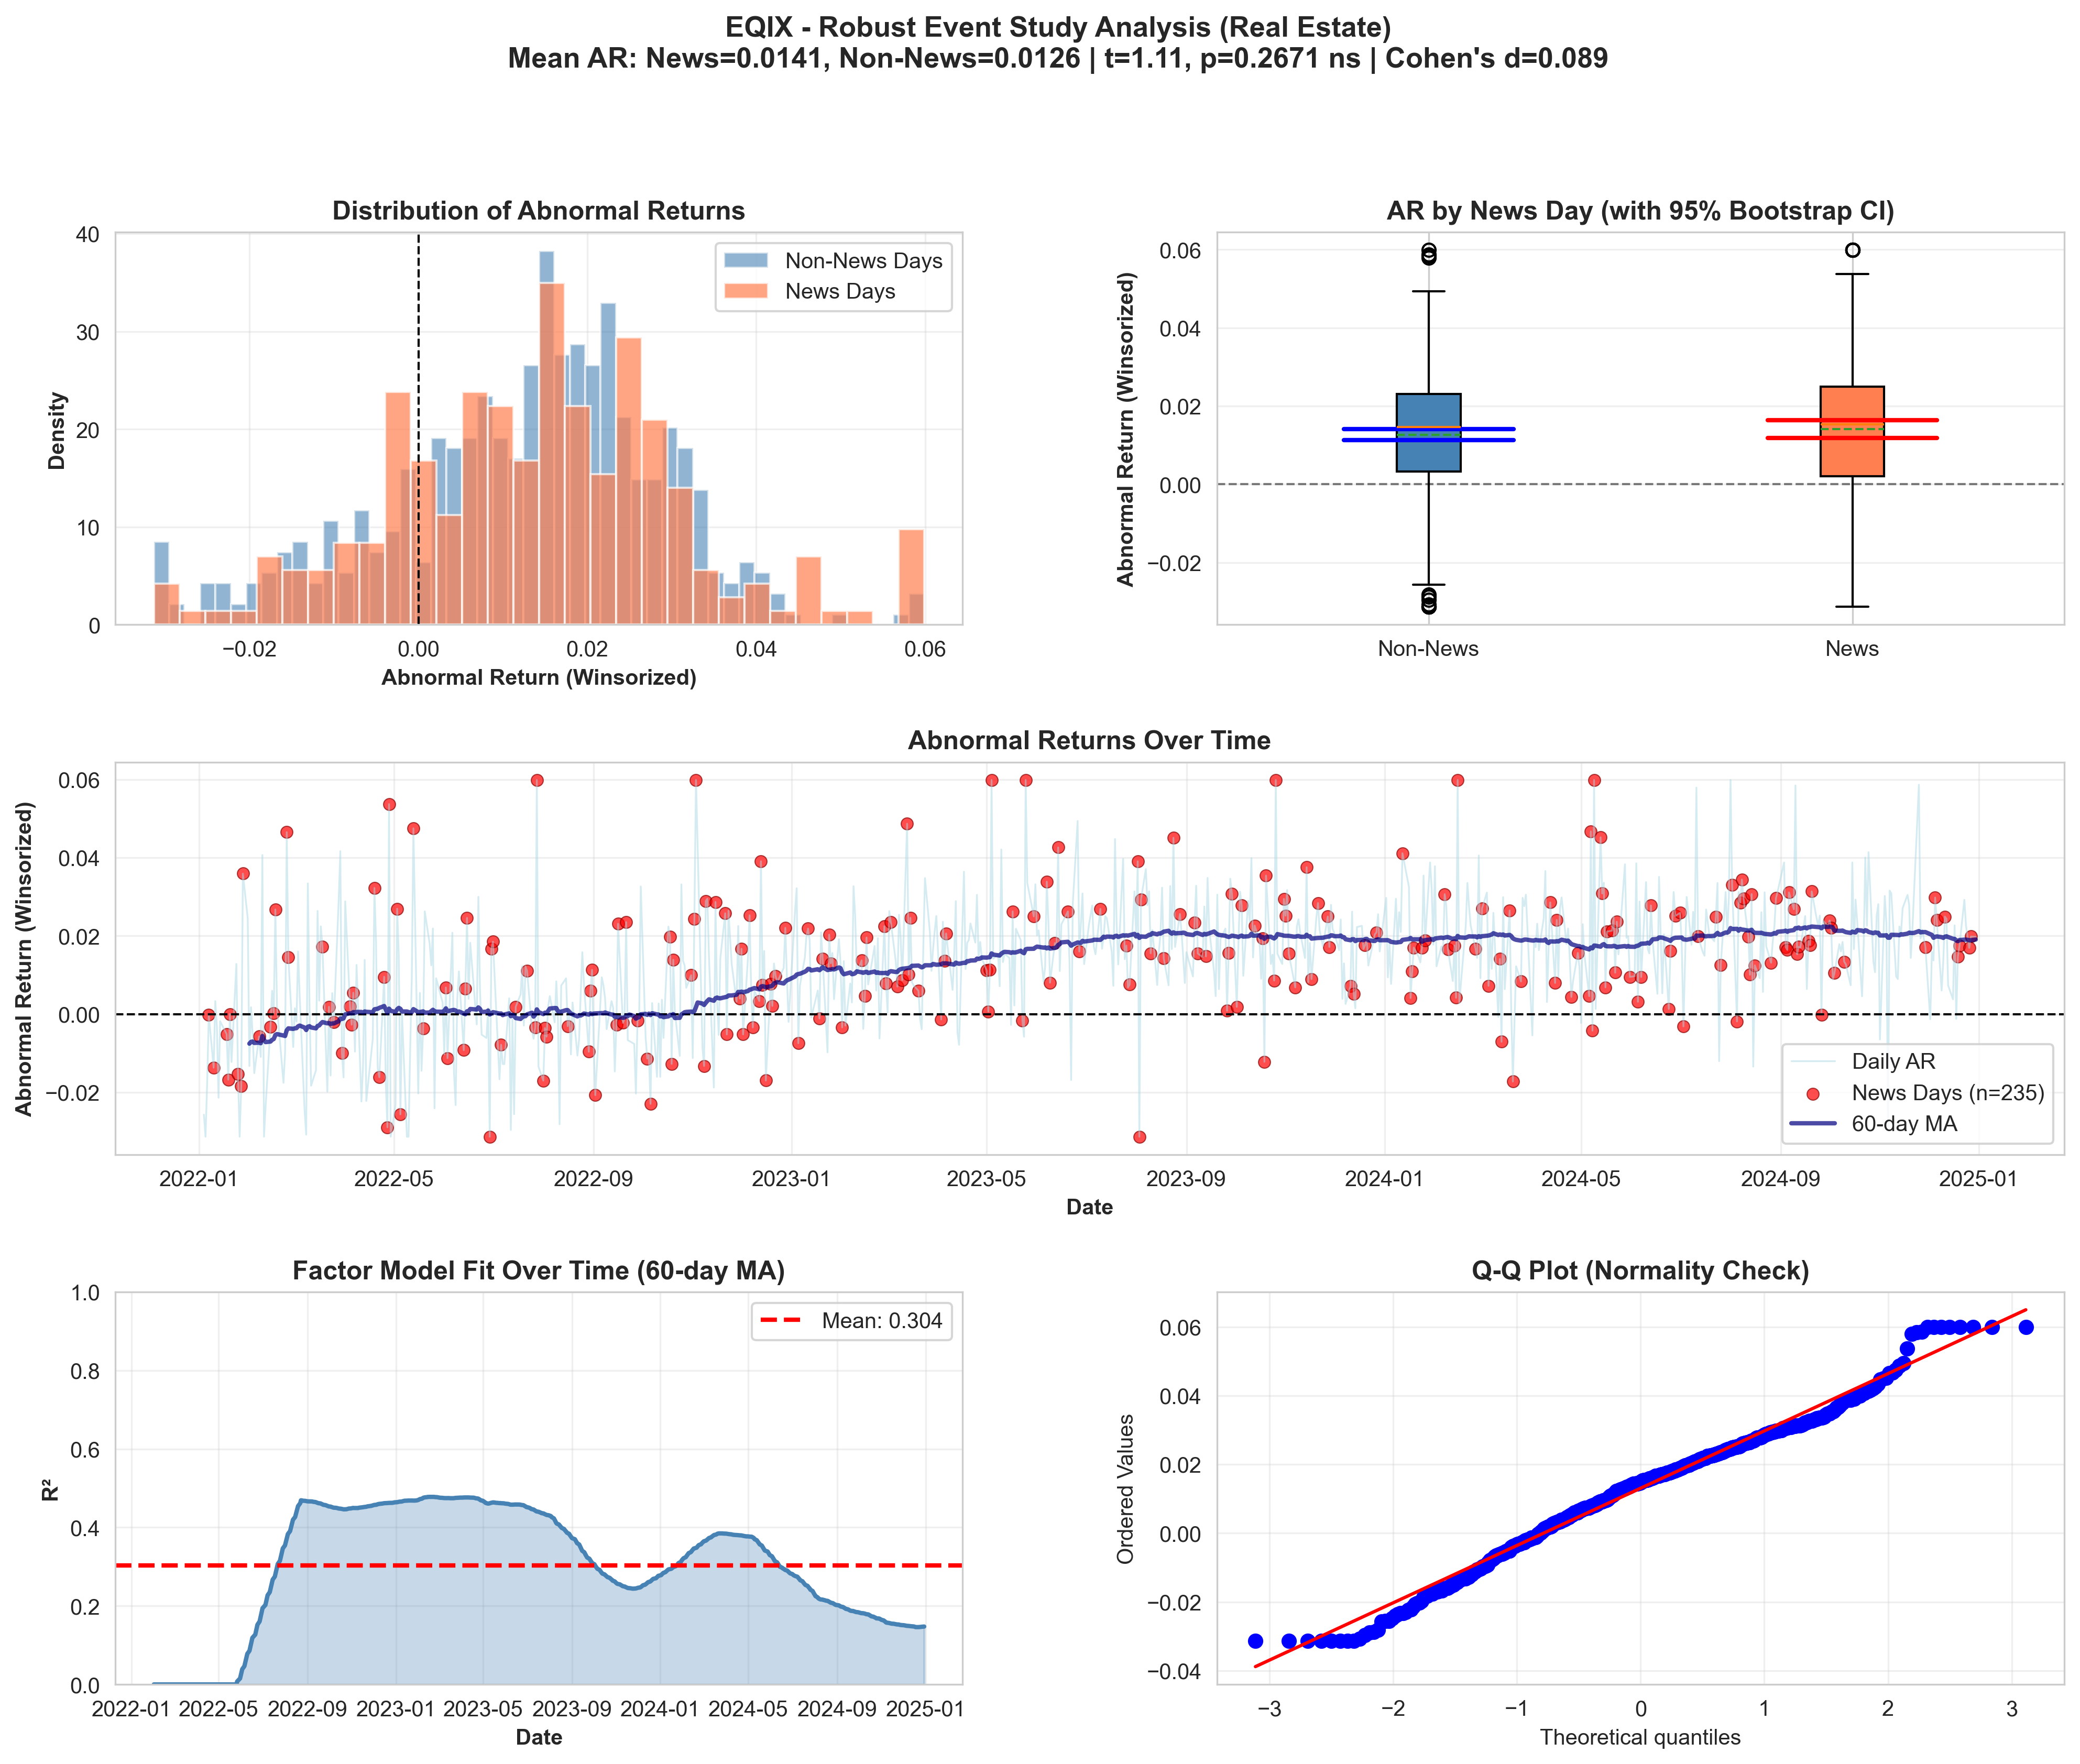 EQIX - Robust Event Study Analysis (Real Estate)
Mean AR: News=0.0141, Non-News=0.0126 | t=1.11, p=0.2671 ns | Cohen's d=0.089
Distribution of Abnormal Returns
Density
40
30
20
10
0
Non-News Days
News Days
−0.02
0.00
0.02
0.04
0.06
Abnormal Return (Winsorized)
AR by News Day (with 95% Bootstrap CI)
Abnormal Return (Winsorized)
0.06
0.04
0.02
0.00
−0.02
Non-News
News
Abnormal Returns Over Time
Abnormal Return (Winsorized)
0.06
0.04
0.02
0.00
−0.02
Daily AR
News Days (n=235)
60-day MA
2022-01
2022-05
2022-09
2023-01
2023-05
2023-09
2024-01
2024-05
2024-09
2025-01
Date
Factor Model Fit Over Time (60-day MA)
R²
1.0
0.8
0.6
0.4
0.2
0.0
Mean: 0.304
2022-01
2022-05
2022-09
2023-01
2023-05
2023-09
2024-01
2024-05
2024-09
2025-01
Date
Q-Q Plot (Normality Check)
Ordered Values
0.06
0.04
0.02
0.00
−0.02
−0.04
−3
−2
−1
0
1
2
3
Theoretical quantiles